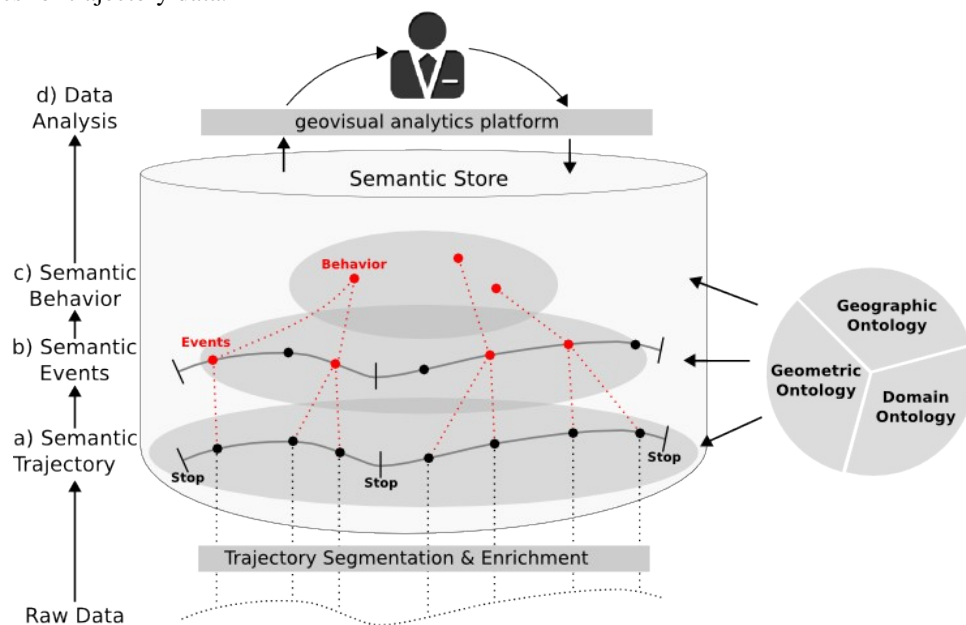 d) Data
Analysis
geovisual analytics platform
Semantic Store
c) Semantic
Behavior
Behavior
b) Semantic
Events
Events
Geographic
Ontology
Geometric
Ontology
Domain
Ontology
a) Semantic
Trajectory
Stop
Stop
Stop
Trajectory Segmentation & Enrichment
Raw Data